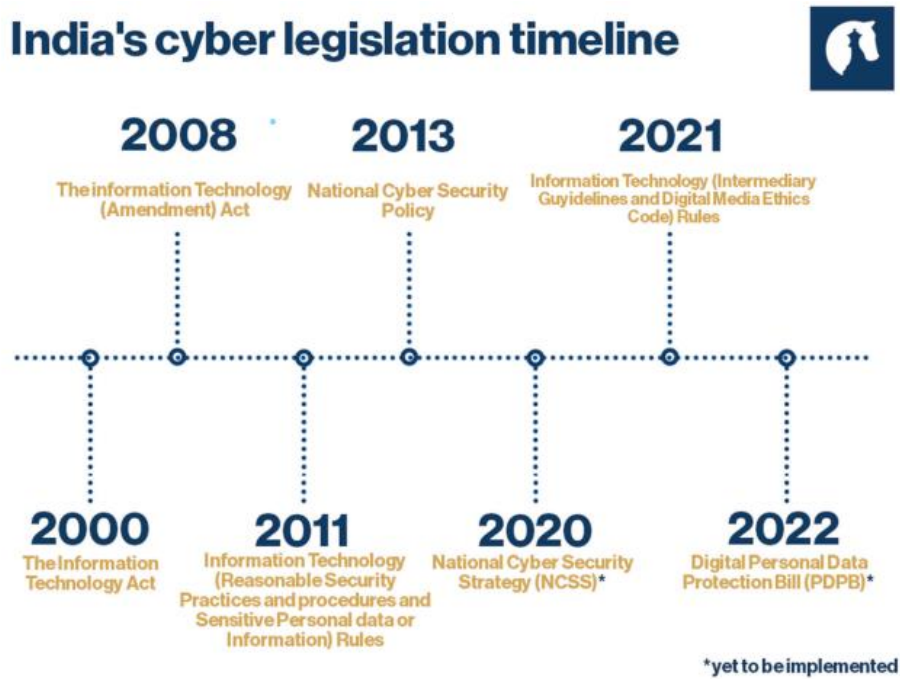 India's cyber legislation timeline
2008
The information Technology
(Amendment) Act
2013
National Cyber Security
Policy
2021
Information Technology (Intermediary
Guyidelines and Digital Media Ethics
Code) Rules
2000
The Information
Technology Act
2011
Information Technology
(Reasonable Security
Practices and procedures and
Sensitive Personal data or
Information) Rules
2020
National Cyber Security
Strategy (NCSS)*
2022
Digital Personal Data
Protection Bill (PDPB)*
*yet to be implemented